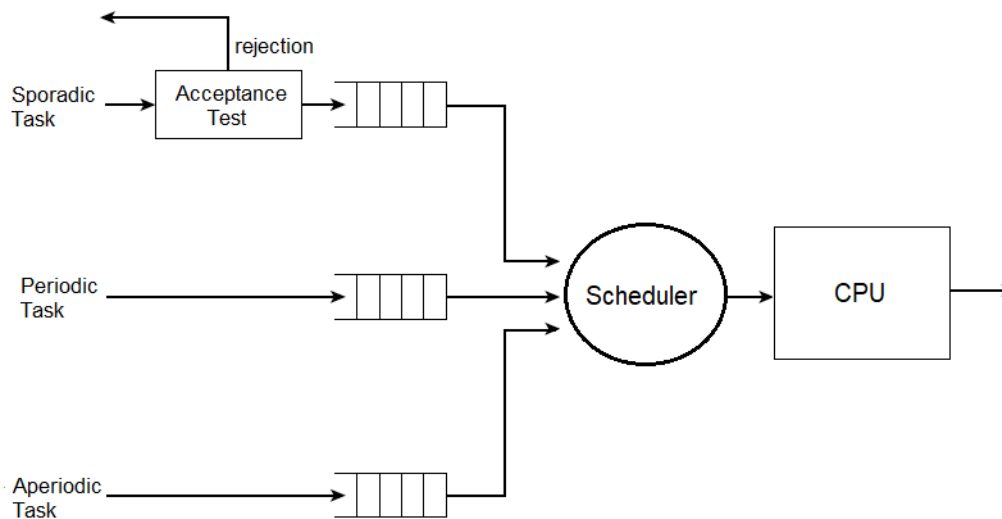 rejection
Sporadic
Task
Acceptance
Test
Periodic
Task
Scheduler
CPU
Aperiodic
Task